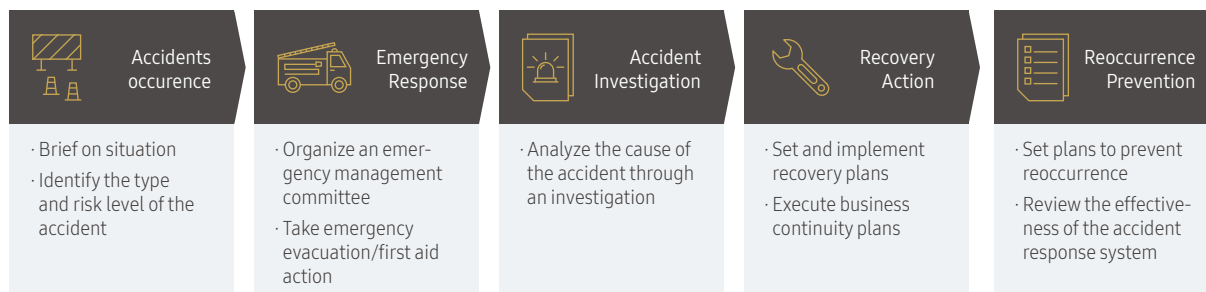 Accidents
occurence
· Brief on situation
· Identify the type
and risk level of the
accident
Emergency
Response
· Organize an emer-
gency management
committee
· Take emergency
evacuation/first aid
action
Accident
Investigation
· Analyze the cause of
the accident through
an investigation
Recovery
Action
· Set and implement
recovery plans
· Execute business
continuity plans
Reoccurrence
Prevention
· Set plans to prevent
reoccurrence
· Review the effective-
ness of the accident
response system